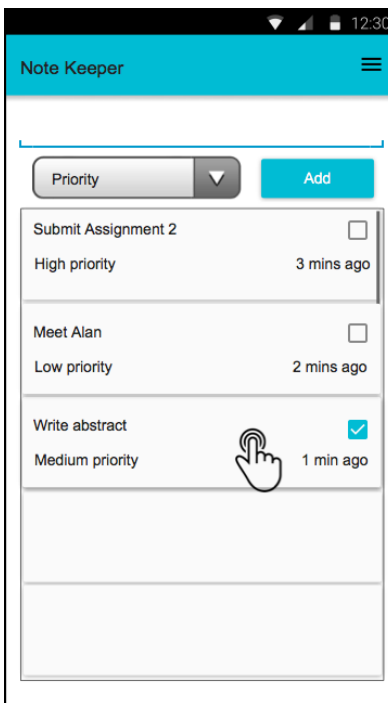 12:30
Note Keeper
Priority
Add
Submit Assignment 2
High priority
3 mins ago
Meet Alan
Low priority
2 mins ago
Write abstract
Medium priority
1 min ago